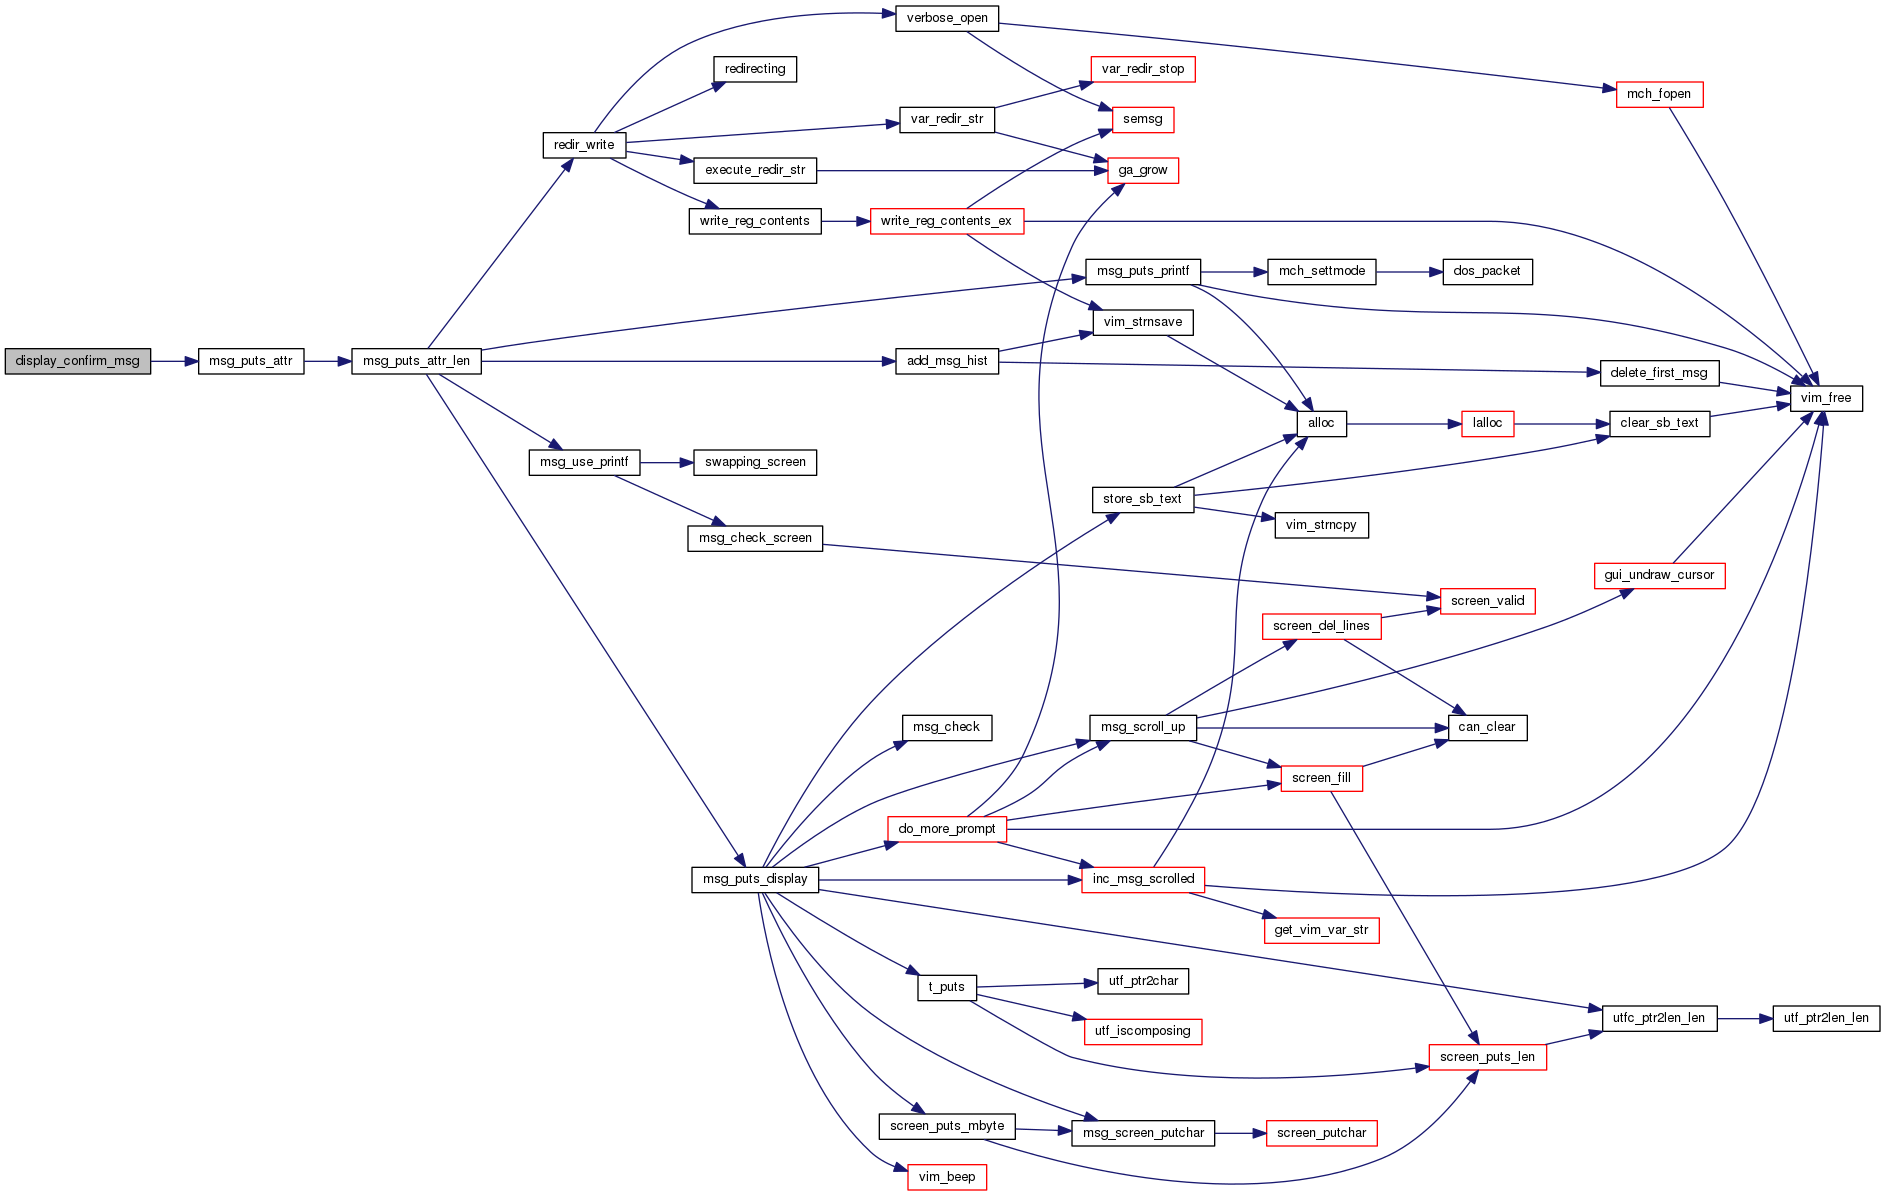 verbose_open
redirecting
var_redir_stop
mch_fopen
var_redir_str
semsg
redir_write
execute_redir_str
ga_grow
write_reg_contents
write_reg_contents_ex
msg_puts_printf
mch_settmode
dos_packet
vim_strnsave
display_confirm_msg
msg_puts_attr
msg_puts_attr_len
add_msg_hist
delete_first_msg
vim_free
alloc
lalloc
clear_sb_text
msg_use_printf
swapping_screen
store_sb_text
vim_strncpy
msg_check_screen
gui_undraw_cursor
screen_valid
screen_del_lines
msg_check
msg_scroll_up
can_clear
screen_fill
do_more_prompt
msg_puts_display
inc_msg_scrolled
get_vim_var_str
t_puts
utf_ptr2char
utf_iscomposing
utfc_ptr2len_len
utf_ptr2len_len
screen_puts_len
screen_puts_mbyte
msg_screen_putchar
screen_putchar
vim_beep